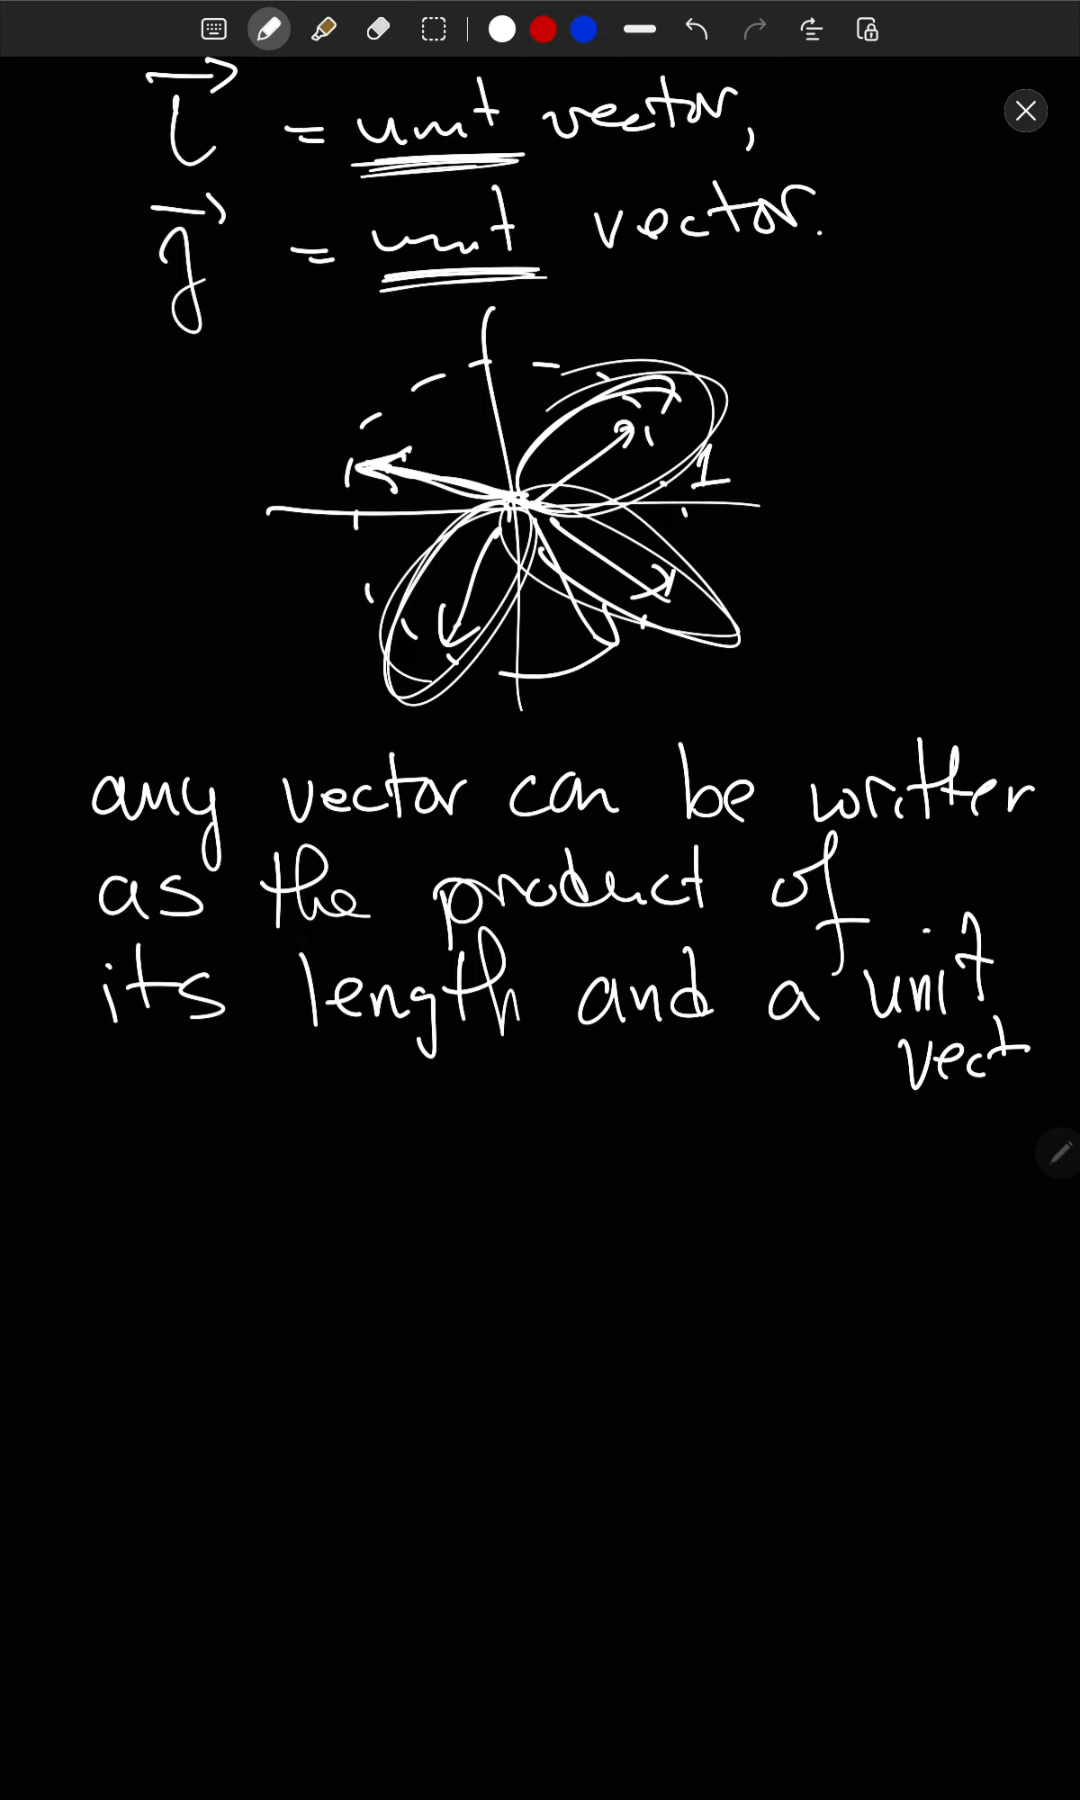 i = unit vector,
j = unit vector.
1
any vector can be written
as the product of
its length and a unit
vect